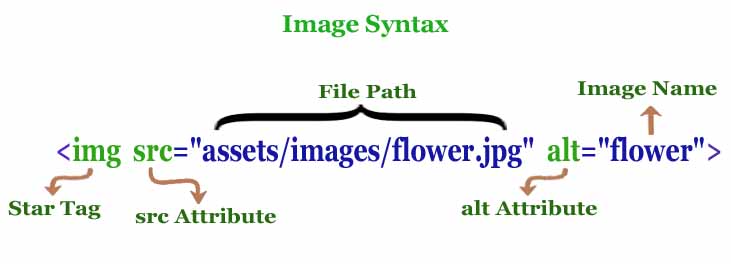 Image Syntax
File Path
Image Name
<img src="assets/images/flower.jpg" alt="flower">
Star Tag
src Attribute
alt Attribute